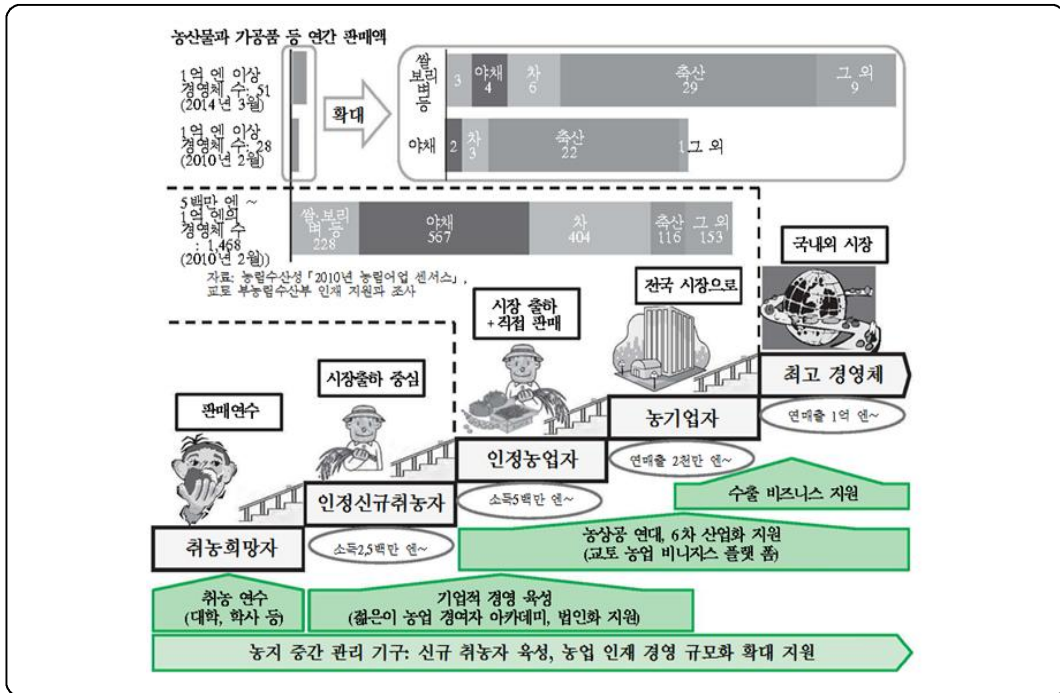 농산물과 가공품 등 연간 판매액
1억 엔 이상
경영체 수: 51
(2014년 3월)
1억 엔 이상
경영체 수: 28
(2010년 2월)
확대
쌀
보리
벼
등
3
야채
4
차
6
축산
29
그 외
9
야채
2
차
3
축산
22
1
그 외
5백만 엔 ~
1억 엔의
경영체 수
: 1,468
(2010년 2월))
쌀·보리
벼 등
228
야채
567
차
404
축산
116
그 외
153
자료: 농림수산성「2010년 농림어업 센서스」,
교토 부농림수산부 인재 지원과 조사
국내외 시장
전국 시장으로
시장 출하
+직접 판매
시장출하 중심
판매연수
최고 경영체
연매출 1억 엔~
농기업자
연매출 2천만 엔~
인정농업자
소득5백만 엔~
인정신규취농자
소득2,5백만 엔~
취농희망자
수출 비즈니스 지원
농상공 연대, 6차 산업화 지원
(교토 농업 비니지스 플랫 폼)
취농 연수
(대학, 학사 등)
기업적 경영 육성
(젊은이 농업 경여자 아카데미, 법인화 지원)
농지 중간 관리 기구: 신규 취농자 육성, 농업 인재 경영 규모화 확대 지원